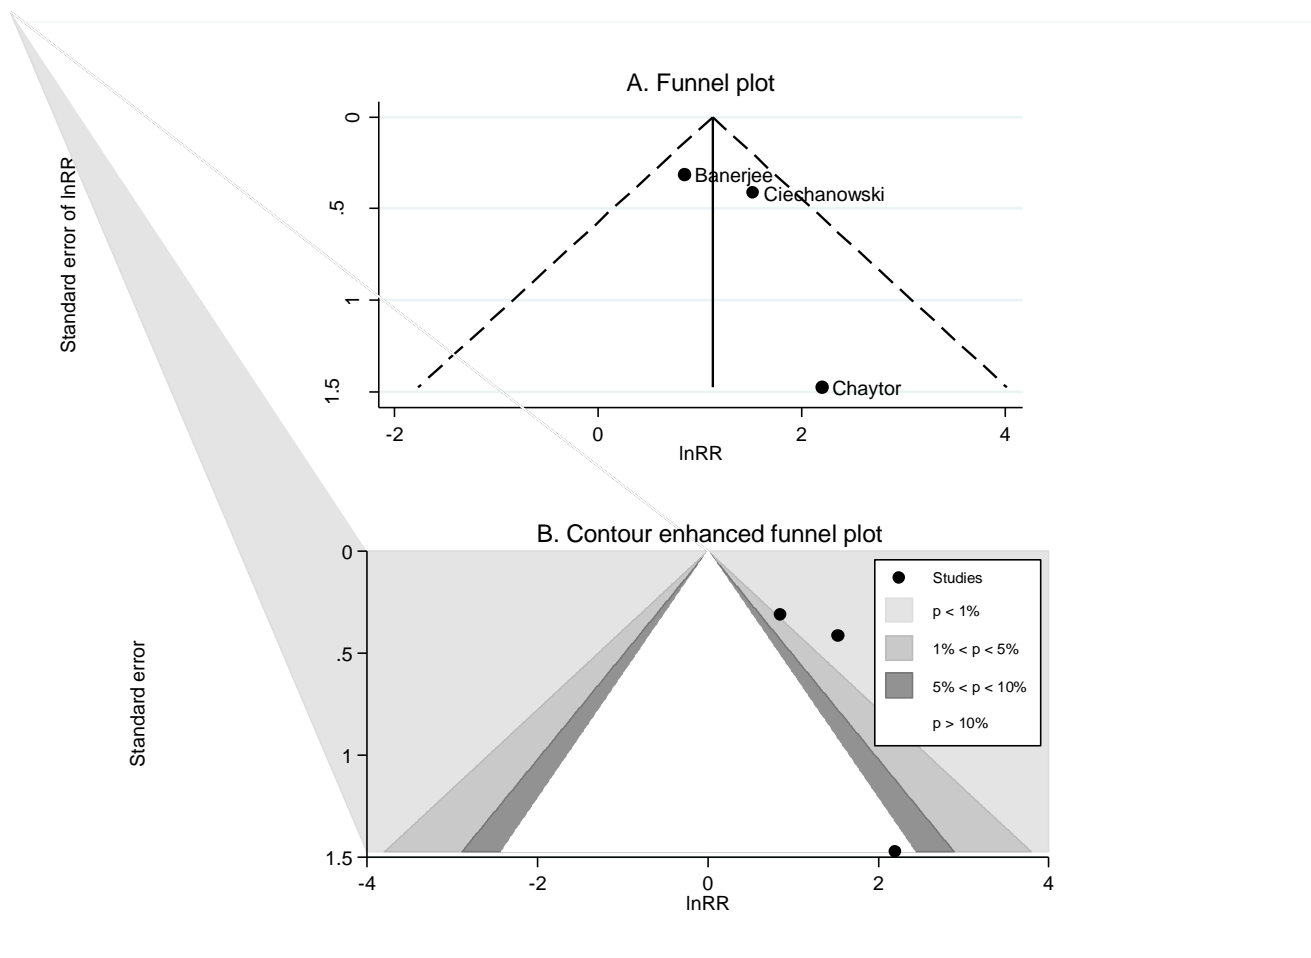 A. Funnel plot
Standard error of lnRR
0
.5
1
1.5
Banerjee
Ciechanowski
Chaytor
-2
0
2
4
lnRR
B. Contour enhanced funnel plot
Standard error
0
.5
1
1.5
Studies
p < 1%
1% < p < 5%
5% < p < 10%
p > 10%
-4
-2
0
2
4
lnRR